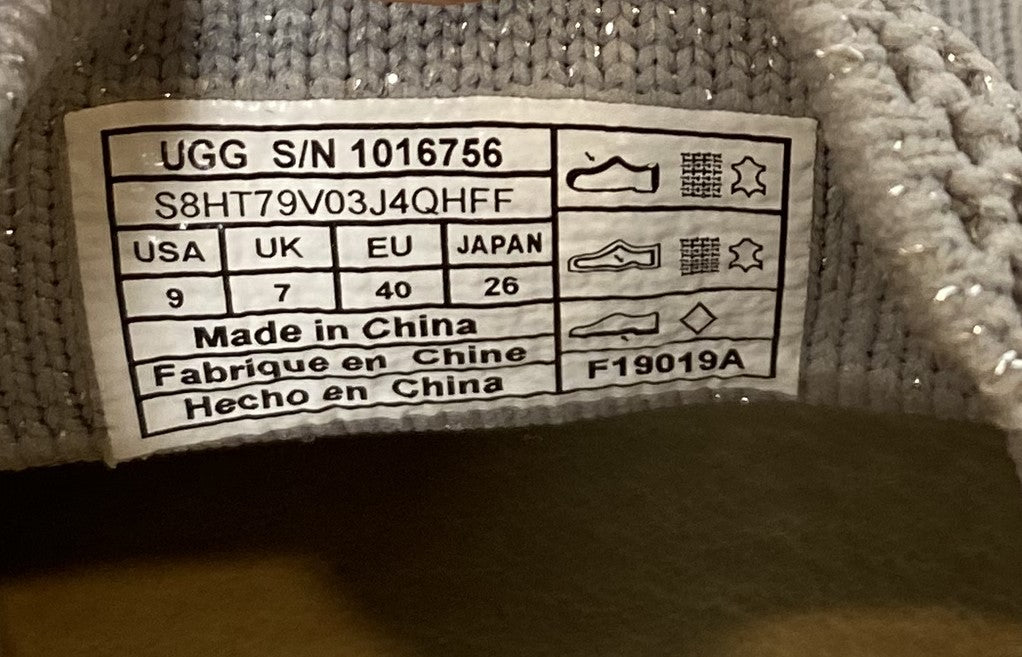 UGG S/N 1016756
S8HT79V03J4QHFF
USA UK EU JAPAN
9 7 40 26
Made in China
Fabrique en Chine
Hecho en China
F19019A